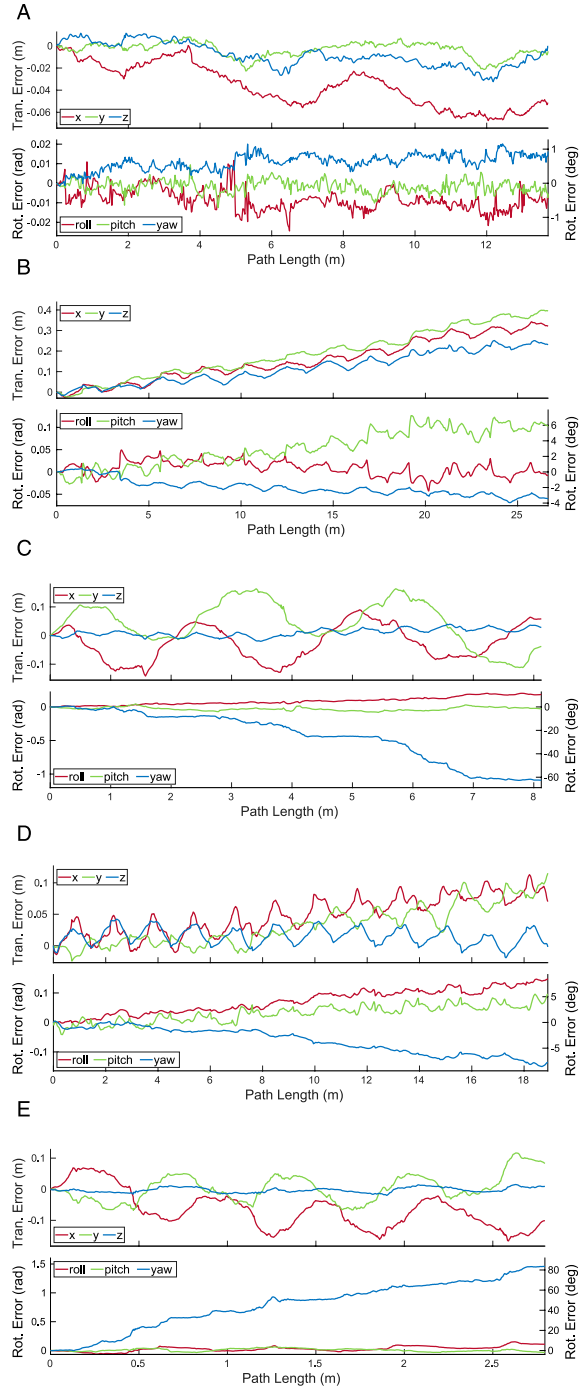 A
Tran. Error (m)
0
-0.02
-0.04
-0.06
x y z
Rot. Error (rad)
0.02
0.01
0
-0.01
-0.02
1
0
-1
Rot. Error (deg)
roll pitch yaw
0 2 4 6 8 10 12
Path Length (m)
B
Tran. Error (m)
0.4
0.3
0.2
0.1
0
x y z
Rot. Error (rad)
0.1
0.05
0
-0.05
6
4
2
0
-2
-4
Rot. Error (deg)
roll pitch yaw
0 5 10 15 20 25
Path Length (m)
C
Tran. Error (m)
0.1
0
-0.1
x y z
Rot. Error (rad)
0
-0.5
-1
0
-20
-40
-60
Rot. Error (deg)
roll pitch yaw
0 1 2 3 4 5 6 7 8
Path Length (m)
D
Tran. Error (m)
0.1
0.05
0
x y z
Rot. Error (rad)
0.1
0
-0.1
5
0
-5
Rot. Error (deg)
roll pitch yaw
0 2 4 6 8 10 12 14 16 18
Path Length (m)
E
Tran. Error (m)
0.1
0
-0.1
x y z
Rot. Error (rad)
1.5
1
0.5
0
80
60
40
20
0
Rot. Error (deg)
roll pitch yaw
0 0.5 1 1.5 2 2.5
Path Length (m)